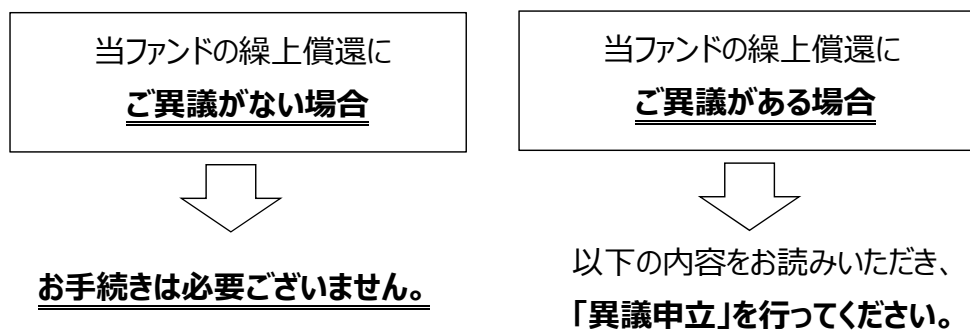 当ファンドの繰上償還に
ご異議がない場合
お手続きは必要ございません。
当ファンドの繰上償還に
ご異議がある場合
以下の内容をお読みいただき、
「異議申立」を行ってください。